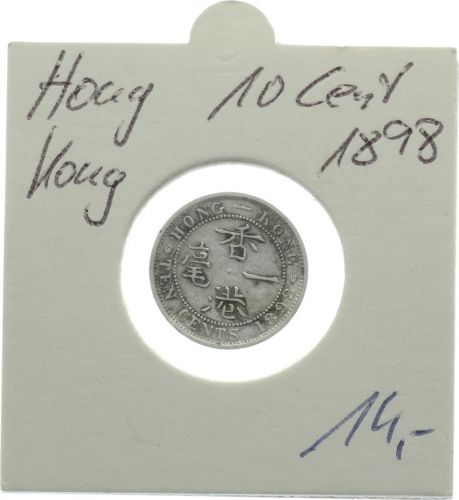 Hong 10 Cent
Kong 1898
HONG – KONG
香
毫 一
港
TEN CENTS 1898
14,-